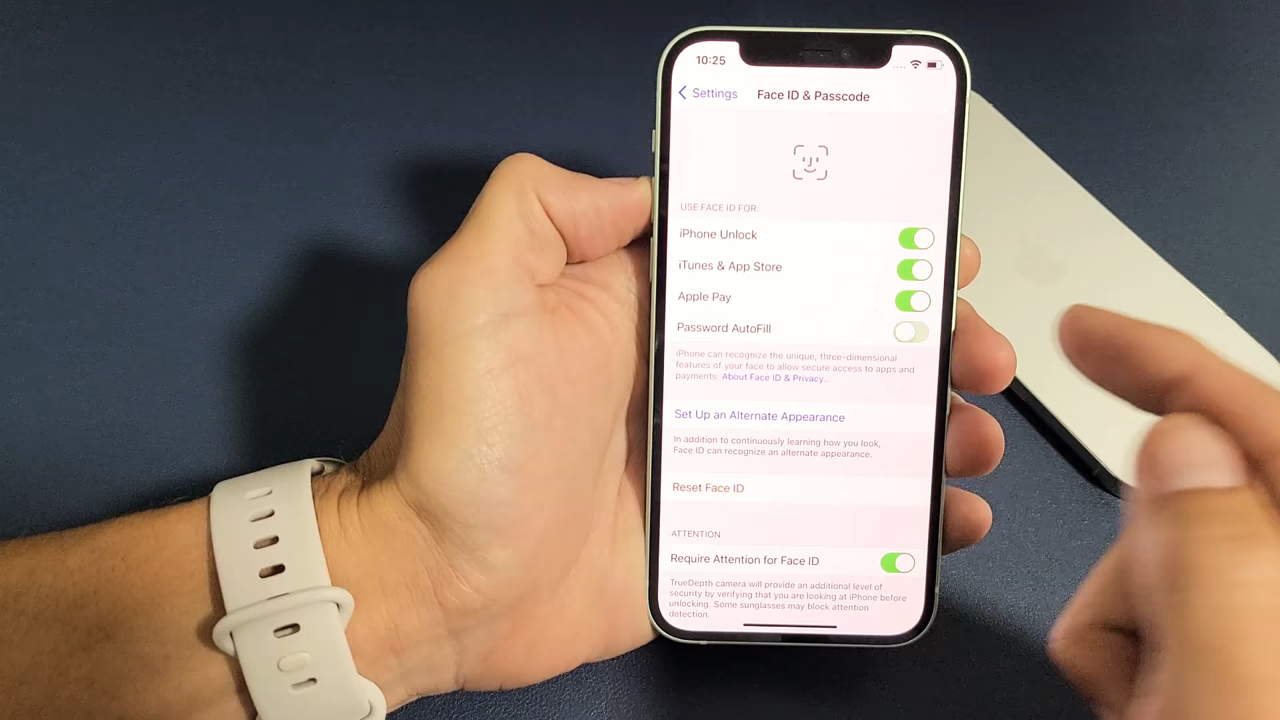 10:25
Settings
Face ID & Passcode
USE FACE ID FOR:
iPhone Unlock
iTunes & App Store
Apple Pay
Password AutoFill
iPhone can recognize the unique, three-dimensional
features of your face to allow secure access to apps and
payments. About Face ID & Privacy...
Set Up an Alternate Appearance
In addition to continuously learning how you look,
Face ID can recognize an alternate appearance.
Reset Face ID
ATTENTION
Require Attention for Face ID
TrueDepth camera will provide an additional level of
security by verifying that you are looking at iPhone before
unlocking. Some sunglasses may block attention
detection.